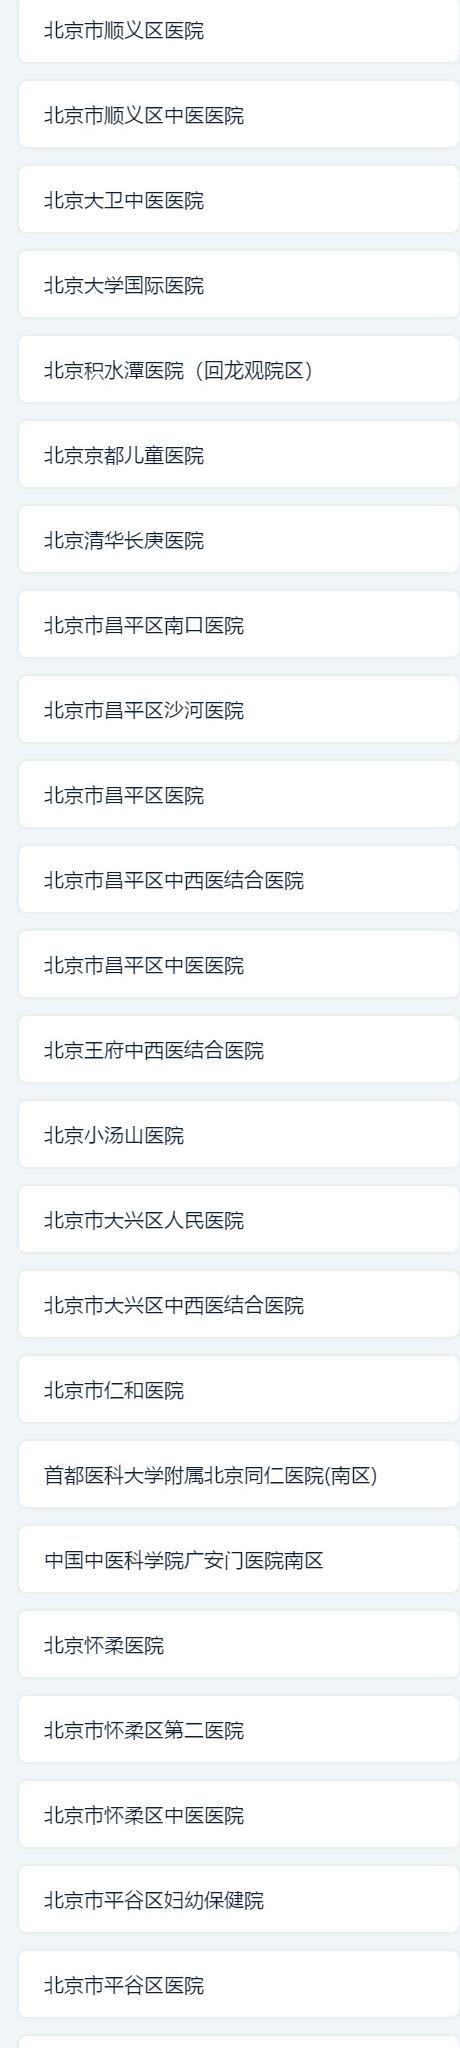 北京市顺义区医院
北京市顺义区中医医院
北京大卫中医医院
北京大学国际医院
北京积水潭医院（回龙观院区）
北京京都儿童医院
北京清华长庚医院
北京市昌平区南口医院
北京市昌平区沙河医院
北京市昌平区医院
北京市昌平区中西医结合医院
北京市昌平区中医医院
北京王府中西医结合医院
北京小汤山医院
北京市大兴区人民医院
北京市大兴区中西医结合医院
北京市仁和医院
首都医科大学附属北京同仁医院(南区)
中国中医科学院广安门医院南区
北京怀柔医院
北京市怀柔区第二医院
北京市怀柔区中医医院
北京市平谷区妇幼保健院
北京市平谷区医院